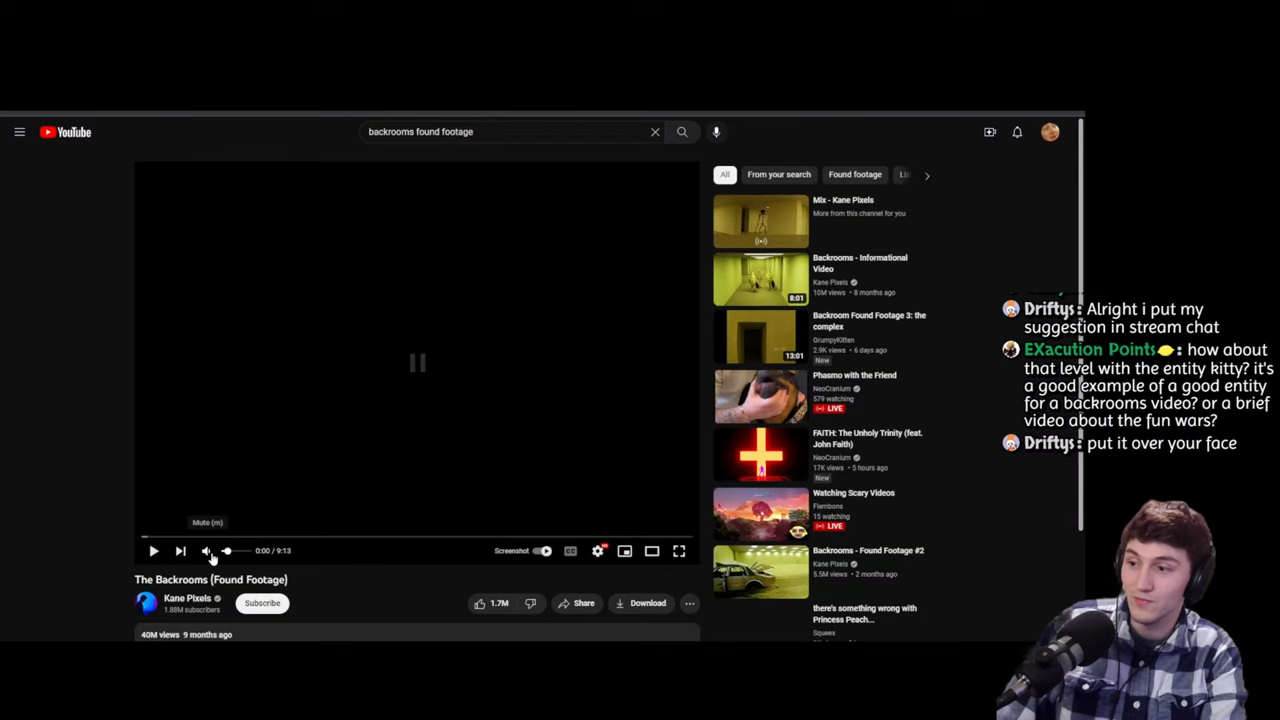 YouTube
backrooms found footage
All
From your search
Found footage
Mix - Kane Pixels
More from this channel for you
Backrooms - Informational
Video
Kane Pixels
10M views • 8 months ago
8:01
Backroom Found Footage 3: the
complex
GrumpyKitten
2.9K views • 6 days ago
New
13:01
Phasmo with the Friend
NeoCranium
579 watching
LIVE
FAITH: The Unholy Trinity (feat.
John Faith)
NeoCranium
17K views • 5 hours ago
New
Watching Scary Videos
Flembons
15 watching
LIVE
Backrooms - Found Footage #2
Kane Pixels
5.5M views • 2 months ago
there's something wrong with
Princess Peach...
Squeex
Mute (m)
0:00 / 9:13
Screenshot
CC
HD
The Backrooms (Found Footage)
Kane Pixels
1.88M subscribers
Subscribe
1.7M
Share
Download
40M views 9 months ago
Driftys: Alright i put my
suggestion in stream chat
EXacution Points: how about
that level with the entity kitty? it's
a good example of a good entity
for a backrooms video? or a brief
video about the fun wars?
Driftys: put it over your face